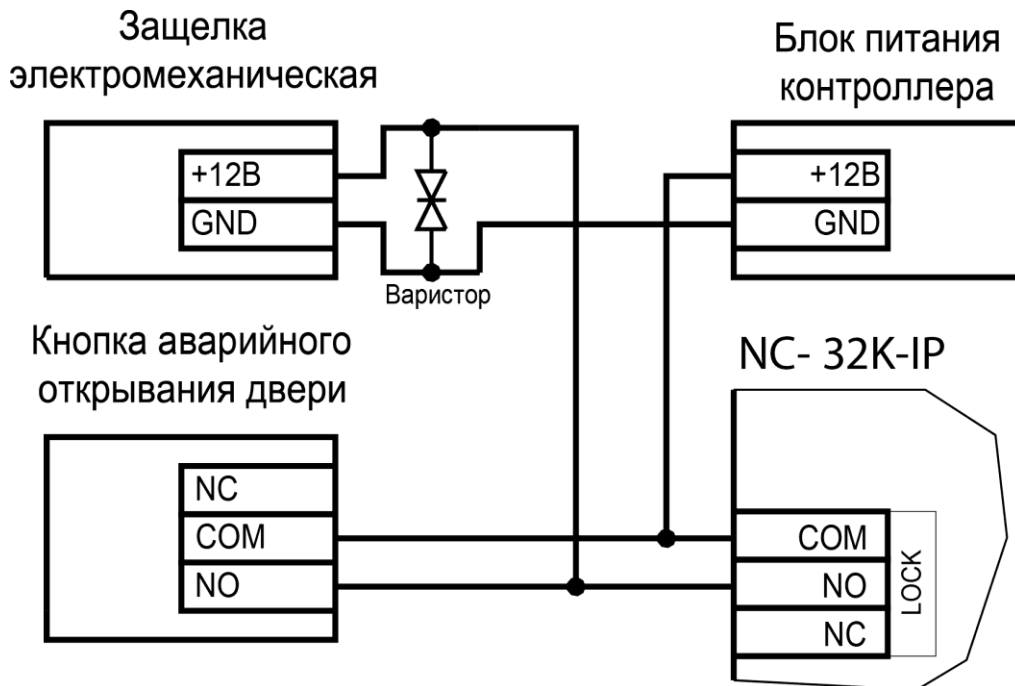 Защелка
электромеханическая
+12В
GND
Варистор
Блок питания
контроллера
+12В
GND
Кнопка аварийного
открывания двери
NC
COM
NO
NC- 32K-IP
COM
NO
NC
LOCK